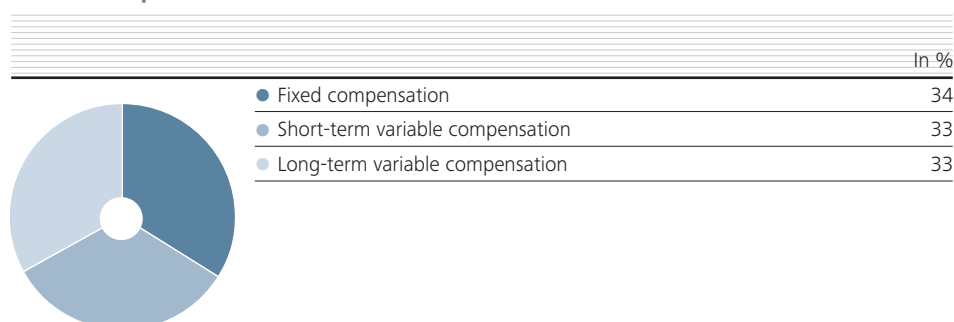 In %
Fixed compensation 34
Short-term variable compensation 33
Long-term variable compensation 33